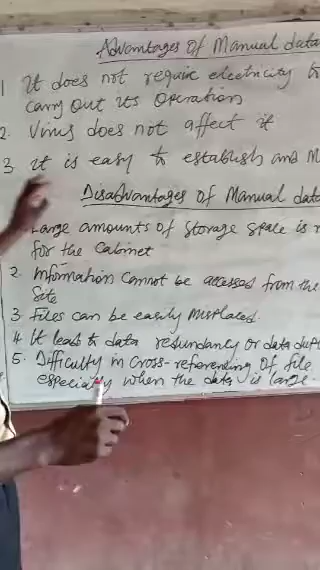 Advantages Of Manual data
1 It does not require electricity to
carry out its Operations
2. Virus does not affect it
3 it is easy to establish and M
Disadvantages Of Manual data
Large amounts of storage space is r
for the Cabinet
2. Information Cannot be accessed from the
Site
3 files can be easily misplaced.
4 It leads to data redundancy or data dupl
5. Difficulty in cross-referencing Of file
especially when the data is large.